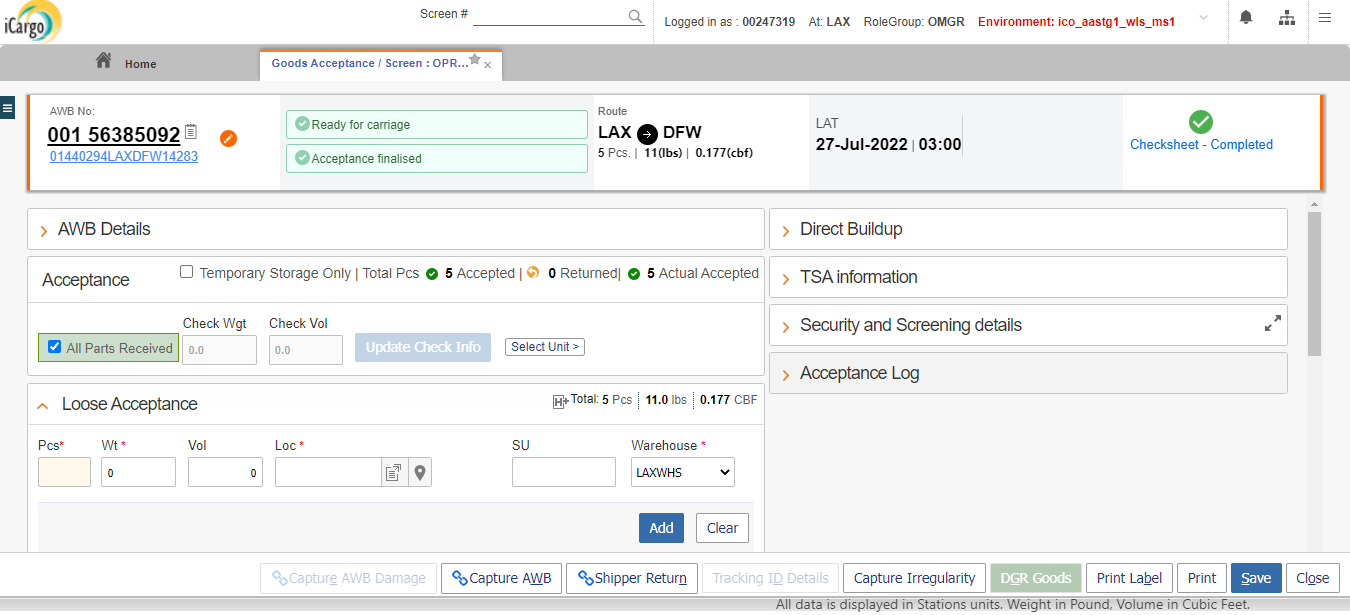 iCargo
Screen #
Logged in as : 00247319 At: LAX RoleGroup: OMGR Environment: ico_aastg1_wls_ms1
Home
Goods Acceptance / Screen : OPR...
AWB No:
001 56385092
01440294LAXDFW14283
Ready for carriage
Acceptance finalised
Route
LAX DFW
5 Pcs. | 11(lbs) | 0.177(cbf)
LAT
27-Jul-2022 | 03:00
Checksheet - Completed
AWB Details
Acceptance
Temporary Storage Only | Total Pcs 5 Accepted | 0 Returned| 5 Actual Accepted
All Parts Received
Check Wgt
0.0
Check Vol
0.0
Update Check Info
Select Unit >
Loose Acceptance
H+ Total: 5 Pcs 11.0 lbs 0.177 CBF
Pcs* Wt * Vol Loc * SU Warehouse *
0 0 LAXWHS
Add Clear
Direct Buildup
TSA information
Security and Screening details
Acceptance Log
Capture AWB Damage Capture AWB Shipper Return Tracking ID Details Capture Irregularity DGR Goods Print Label Print Save Close
All data is displayed in Stations units. Weight in Pound, Volume in Cubic Feet.